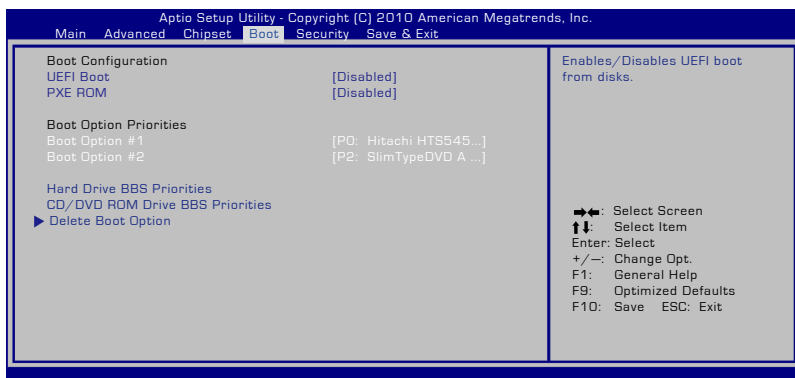 Aptio Setup Utility - Copyright (C) 2010 American Megatrends, Inc.
Main Advanced Chipset Boot Security Save & Exit
Boot Configuration
UEFI Boot [Disabled]
PXE ROM [Disabled]
Boot Option Priorities
Boot Option #1 [P0: Hitachi HTS545...]
Boot Option #2 [P2: SlimTypeDVD A ...]
Hard Drive BBS Priorities
CD/DVD ROM Drive BBS Priorities
Delete Boot Option
Enables/Disables UEFI boot
from disks.
→←: Select Screen
↑↓: Select Item
Enter: Select
+/—: Change Opt.
F1: General Help
F9: Optimized Defaults
F10: Save ESC: Exit